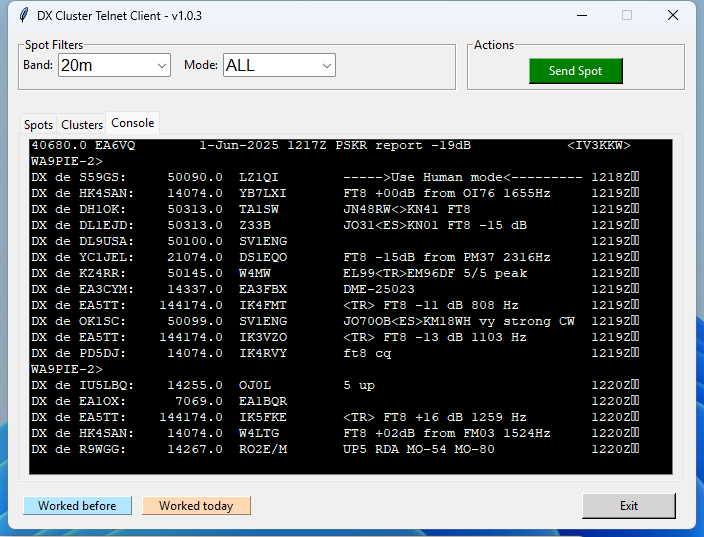 DX Cluster Telnet Client - v1.0.3
Spot Filters
Band: 20m Mode: ALL
Actions
Send Spot
Spots Clusters Console
40680.0 EA6VQ 1-Jun-2025 1217Z PSKR report -19dB <IV3KKW>
WA9PIE-2>
DX de S59GS: 50090.0 LZ1QI ----->Use Human mode<--------- 1218Z
DX de HK4SAN: 14074.0 YB7LXI FT8 +00dB from OI76 1655Hz 1219Z
DX de DH1OK: 50313.0 TA1SW JN48RW<>KN41 FT8 1219Z
DX de DL1EJD: 50313.0 Z33B JO31<ES>KN01 FT8 -15 dB 1219Z
DX de DL9USA: 50100.0 SV1ENG 1219Z
DX de YC1JEL: 21074.0 DS1EQO FT8 -15dB from PM37 2316Hz 1219Z
DX de KZ4RR: 50145.0 W4MW EL99<TR>EM96DF 5/5 peak 1219Z
DX de EA3CYM: 14337.0 EA3FBX DME-25023 1219Z
DX de EA5TT: 144174.0 IK4FMT <TR> FT8 -11 dB 808 Hz 1219Z
DX de OK1SC: 50099.0 SV1ENG JO70OB<ES>KM18WH vy strong CW 1219Z
DX de EA5TT: 144174.0 IK3VZO <TR> FT8 -13 dB 1103 Hz 1219Z
DX de PD5DJ: 14074.0 IK4RVY ft8 cq 1219Z
WA9PIE-2>
DX de IU5LBQ: 14255.0 OJ0L 5 up 1220Z
DX de EA1OX: 7069.0 EA1BQR 1220Z
DX de EA5TT: 144174.0 IK5FKE <TR> FT8 +16 dB 1259 Hz 1220Z
DX de HK4SAN: 14074.0 W4LTG FT8 +02dB from FM03 1524Hz 1220Z
DX de R9WGG: 14267.0 RO2E/M UP5 RDA MO-54 MO-80 1220Z
Worked before Worked today Exit